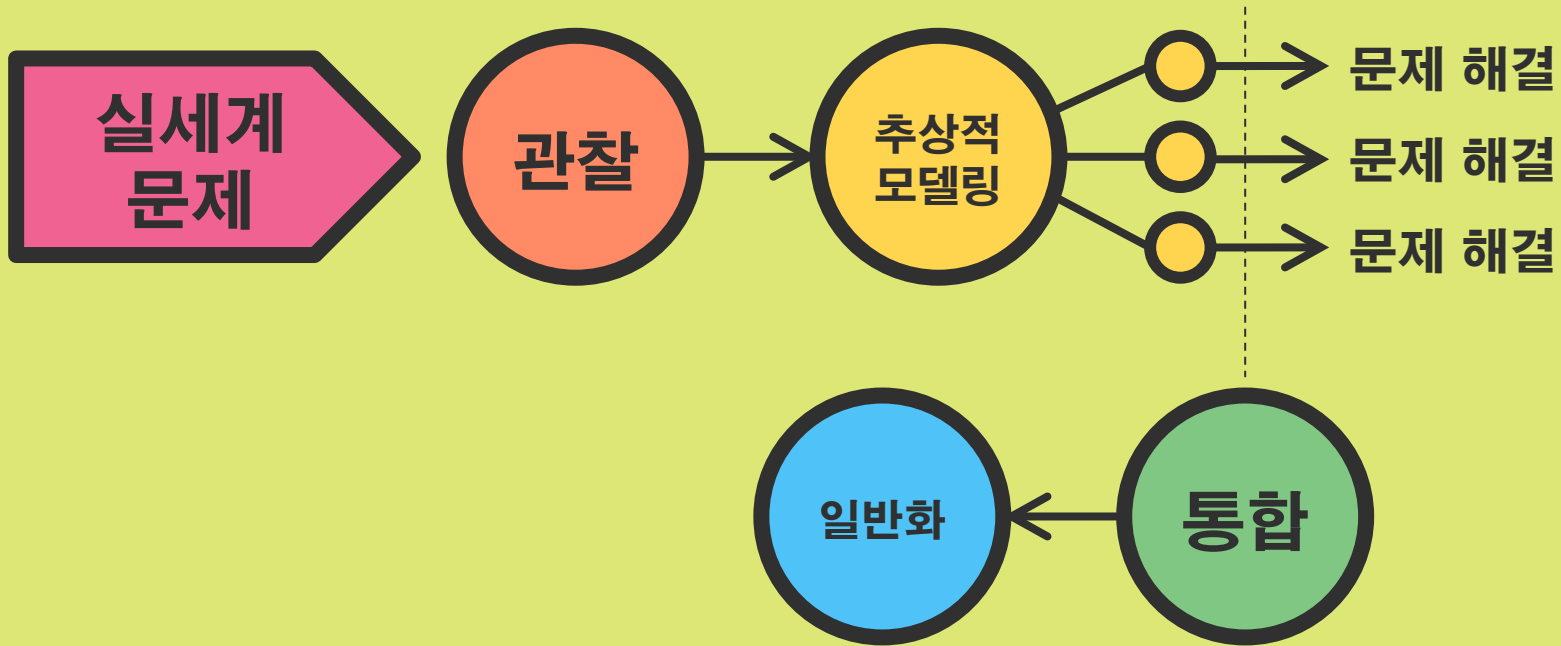 실세계
문제
관찰
추상적
모델링
문제 해결
문제 해결
문제 해결
일반화
통합